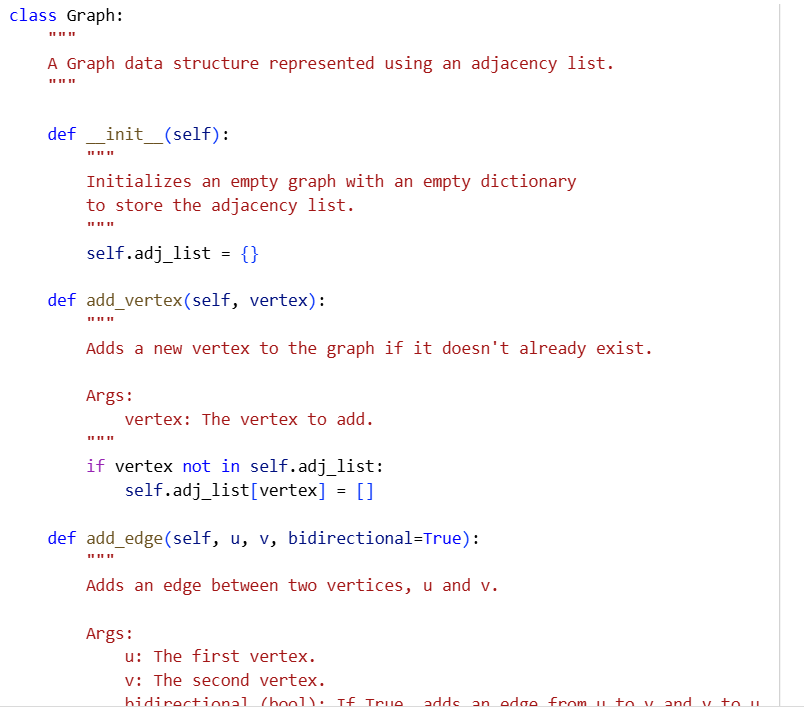 class Graph:
    """
    A Graph data structure represented using an adjacency list.
    """

    def __init__(self):
        """
        Initializes an empty graph with an empty dictionary
        to store the adjacency list.
        """
        self.adj_list = {}

    def add_vertex(self, vertex):
        """
        Adds a new vertex to the graph if it doesn't already exist.

        Args:
            vertex: The vertex to add.
        """
        if vertex not in self.adj_list:
            self.adj_list[vertex] = []

    def add_edge(self, u, v, bidirectional=True):
        """
        Adds an edge between two vertices, u and v.

        Args:
            u: The first vertex.
            v: The second vertex.
            bidirectional (bool): If True, adds an edge from u to v and v to u